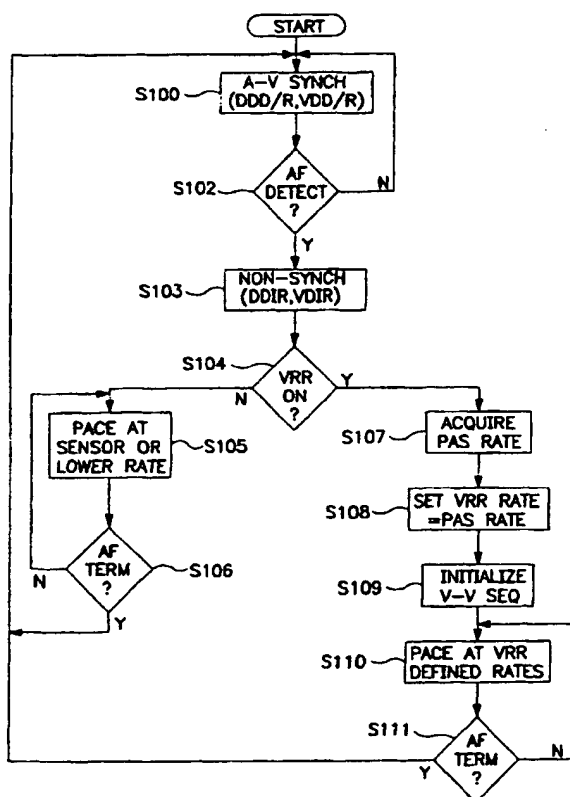 START
S100
A-V SYNCH
(DDD/R,VDD/R)
S102
AF
DETECT
?
N
Y
S103
NON-SYNCH
(DDIR,VDIR)
S104
VRR
ON
?
N
Y
PACE AT
SENSOR OR
LOWER RATE
S105
S107
ACQUIRE
PAS RATE
S108
SET VRR RATE
=PAS RATE
AF
TERM
?
S106
N
Y
S109
INITIALIZE
V-V SEQ
S110
PACE AT VRR
DEFINED RATES
S111
AF
TERM
?
Y
N